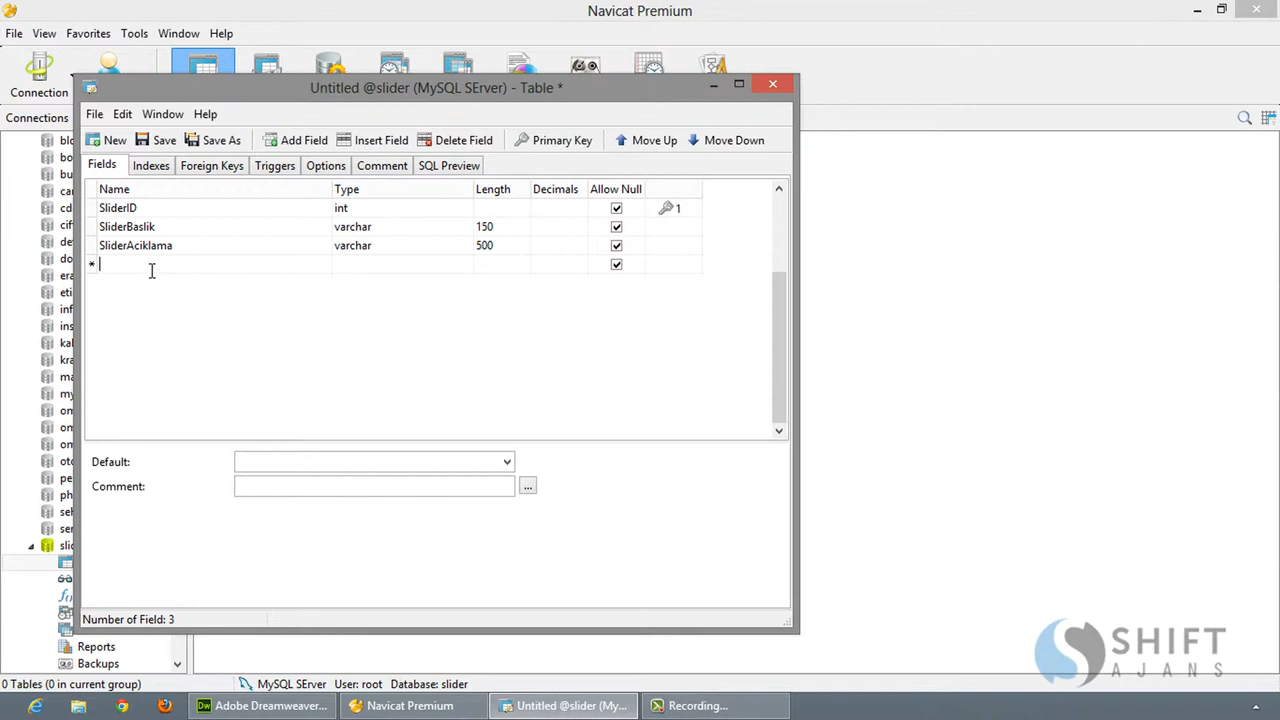 Navicat Premium
File View Favorites Tools Window Help
Connection
Connections
Untitled @slider (MySQL SErver) - Table *
File Edit Window Help
New Save Save As Add Field Insert Field Delete Field Primary Key Move Up Move Down
Fields Indexes Foreign Keys Triggers Options Comment SQL Preview
Name Type Length Decimals Allow Null
SliderID int 1
SliderBaslik varchar 150
SliderAciklama varchar 500
*
Default:
Comment: ...
Number of Field: 3
Reports
Backups
0 Tables (0 in current group) MySQL SErver User: root Database: slider
SHIFT
AJANS
Adobe Dreamweaver... Navicat Premium Untitled @slider (My... Recording...